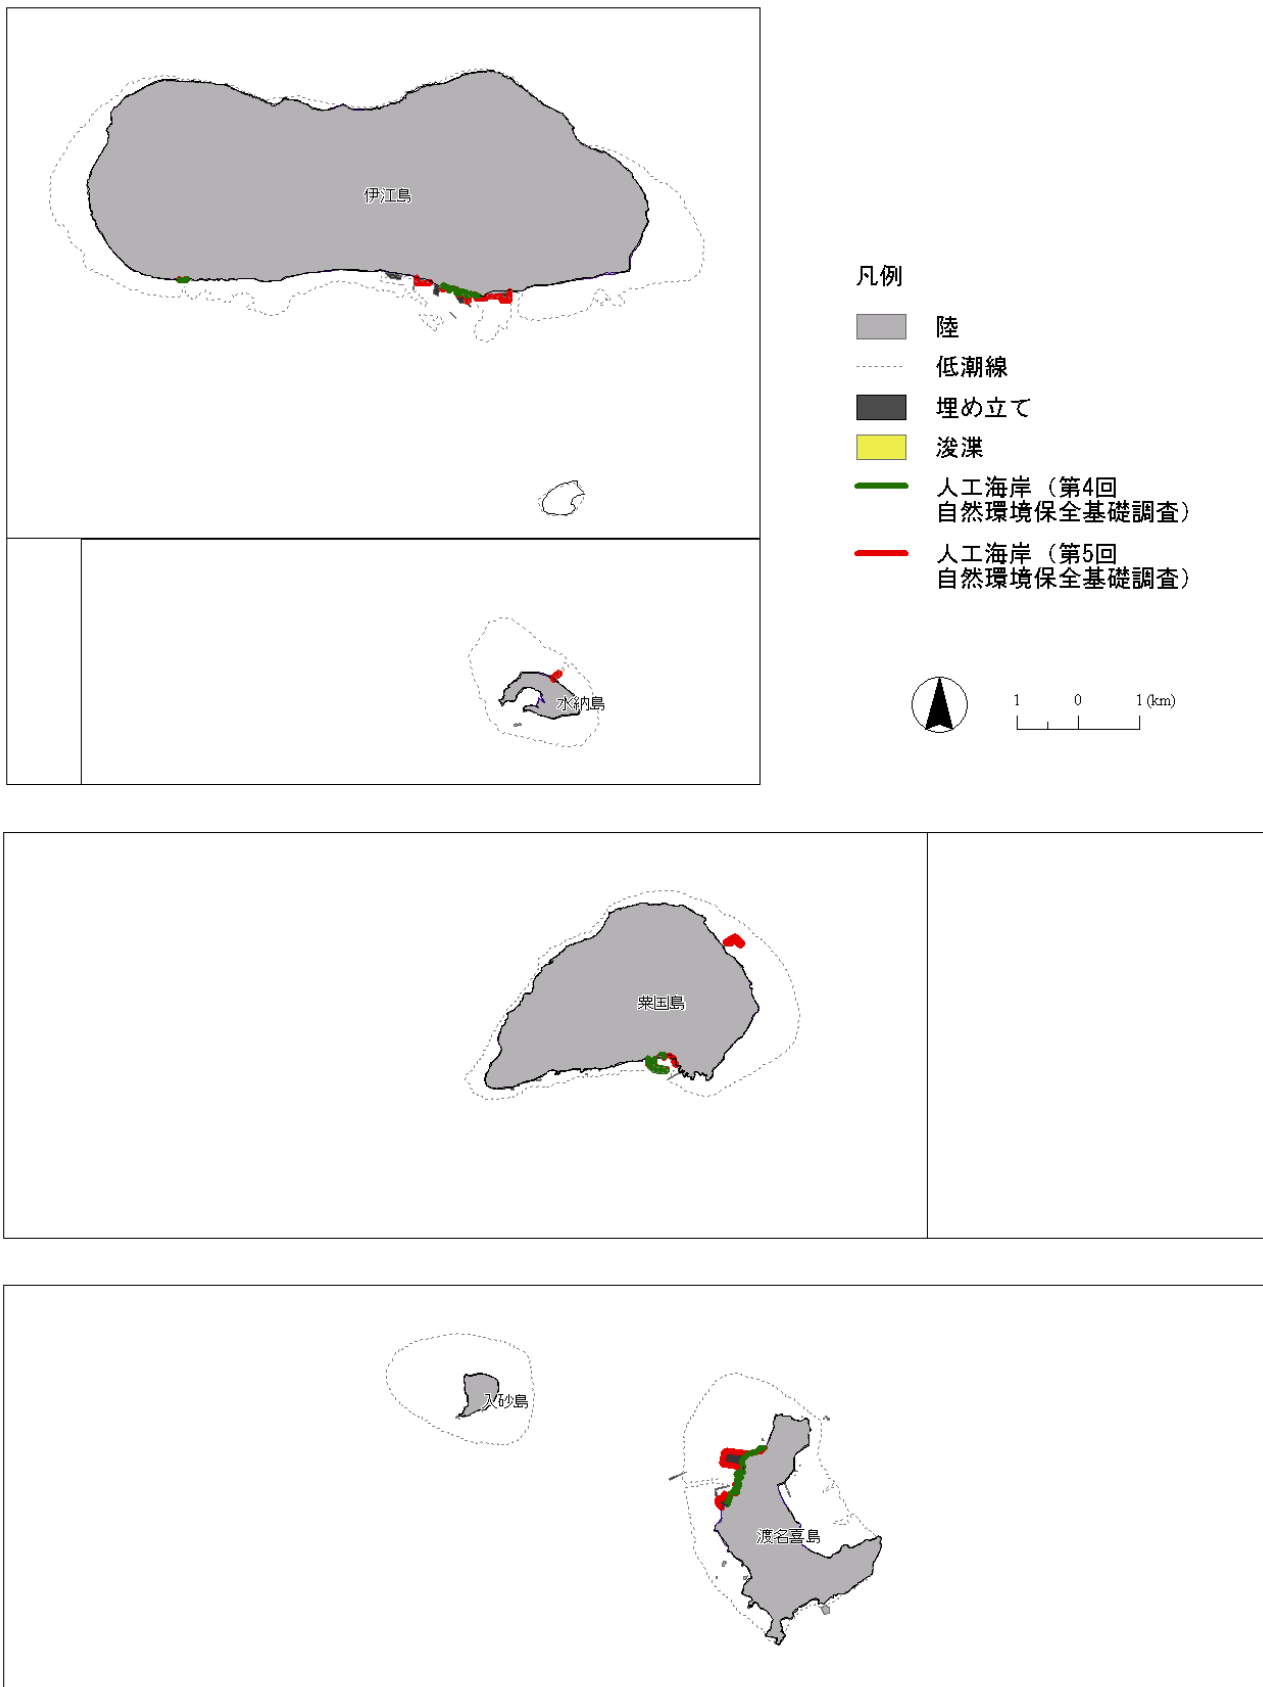 伊江島
凡例
陸
低潮線
埋め立て
浚渫
人工海岸（第4回
自然環境保全基礎調査）
人工海岸（第5回
自然環境保全基礎調査）
水納島
1 0 1(km)
粟国島
入砂島
渡名喜島